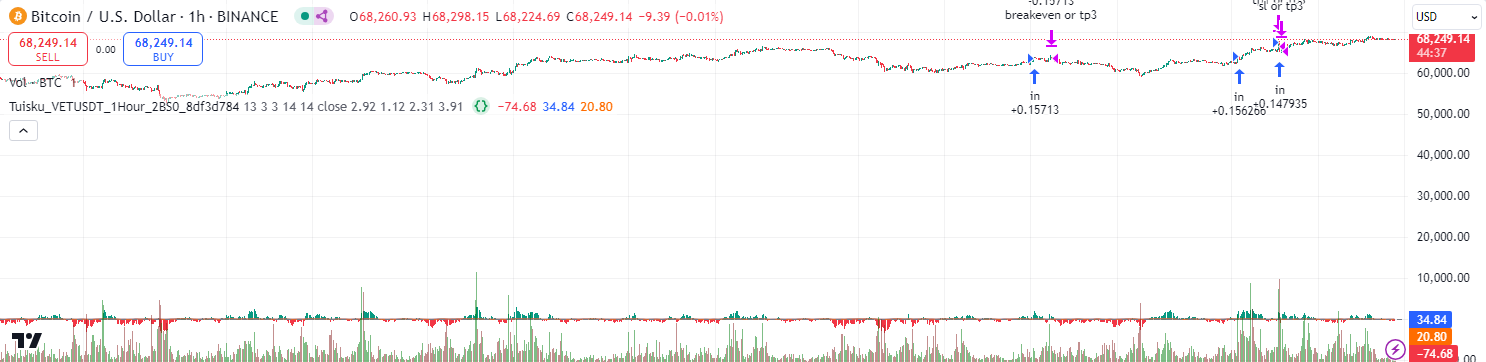 Bitcoin / U.S. Dollar · 1h · BINANCE O68,260.93 H68,298.15 L68,224.69 C68,249.14 −9.39 (−0.01%)
68,249.14 0.00 68,249.14
SELL BUY
Vol · BTC 1
Tuisku_VETUSDT_1Hour_2BS0_8df3d784 13 3 3 14 14 close 2.92 1.12 2.31 3.91 −74.68 34.84 20.80
-0.15713
breakeven or tp3
in
+0.15713
in
+0.156266
sl or tp3
in
+0.147935
USD
68,249.14
44:37
60,000.00
50,000.00
40,000.00
30,000.00
20,000.00
10,000.00
34.84
20.80
−74.68